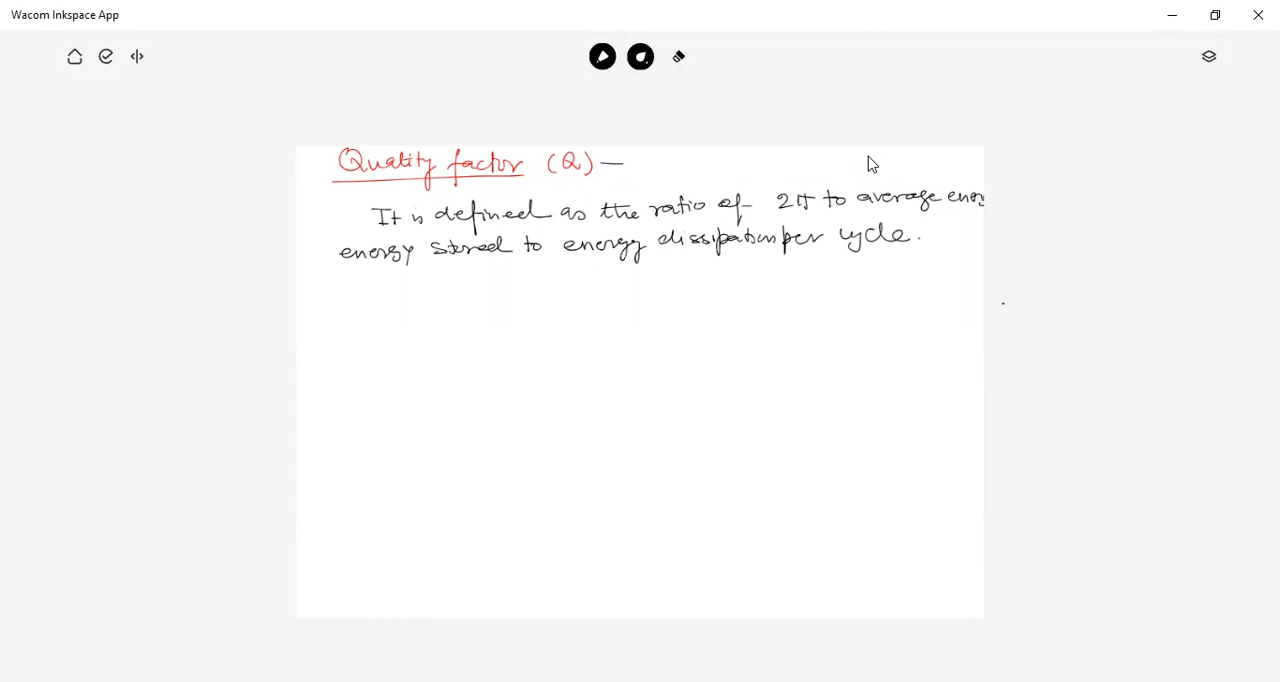 Wacom Inkspace App
Quality factor (Q) —
It is defined as the ratio of 2π to average ener
energy stored to energy dissipation per cycle.